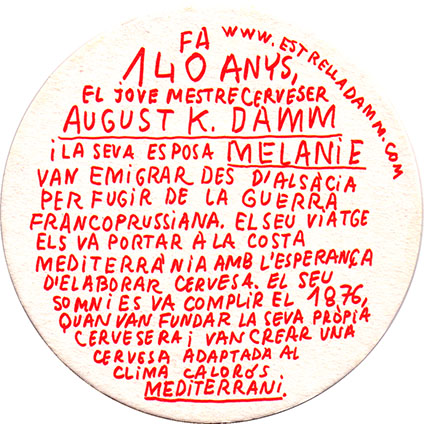 FA
www.ESTRELLADAMM.COM
140 ANYS,
EL JOVE MESTRE CERVESER
AUGUST K. DAMM
i LA SEVA ESPOSA MELANIE
VAN EMIGRAR DES D'ALSÀCIA
PER FUGIR DE LA GUERRA
FRANCOPRUSSIANA. EL SEU VIATGE
ELS VA PORTAR A LA COSTA
MEDITERRÀNIA AMB L'ESPERANÇA
D'ELABORAR CERVESA. EL SEU
SOMNI ES VA COMPLIR EL 1876,
QUAN VAN FUNDAR LA SEVA PRÒPIA
CERVESERA i VAN CREAR UNA
CERVESA ADAPTADA AL
CLIMA CALORÓS
MEDITERRANI.